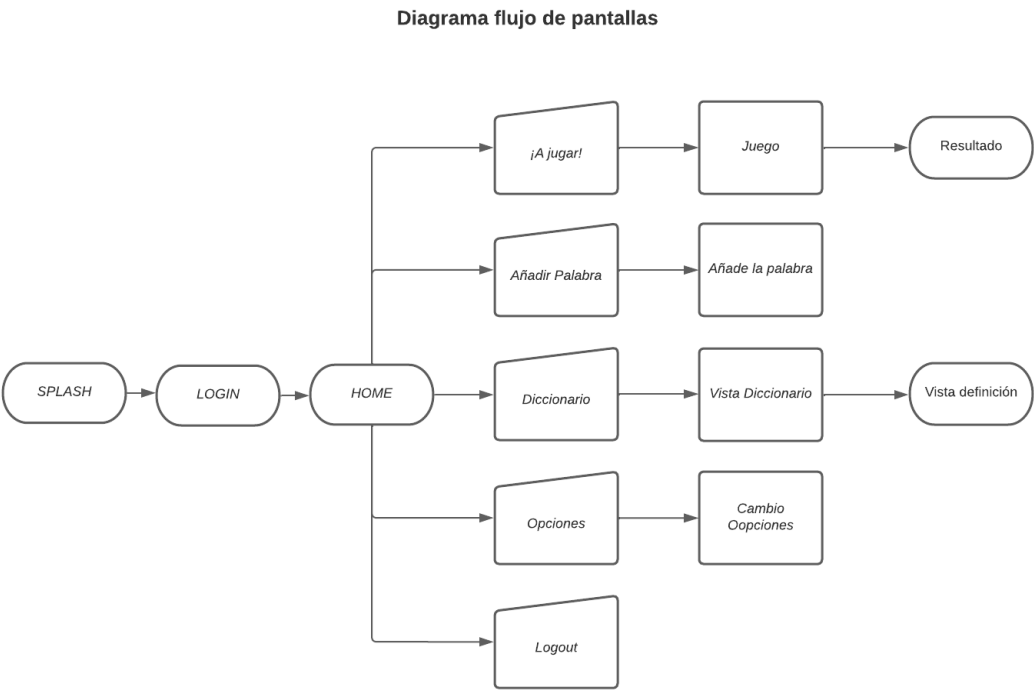 Diagrama flujo de pantallas
¡A jugar!
Juego
Resultado
Añadir Palabra
Añade la palabra
SPLASH
LOGIN
HOME
Diccionario
Vista Diccionario
Vista definición
Opciones
Cambio
Oopciones
Logout